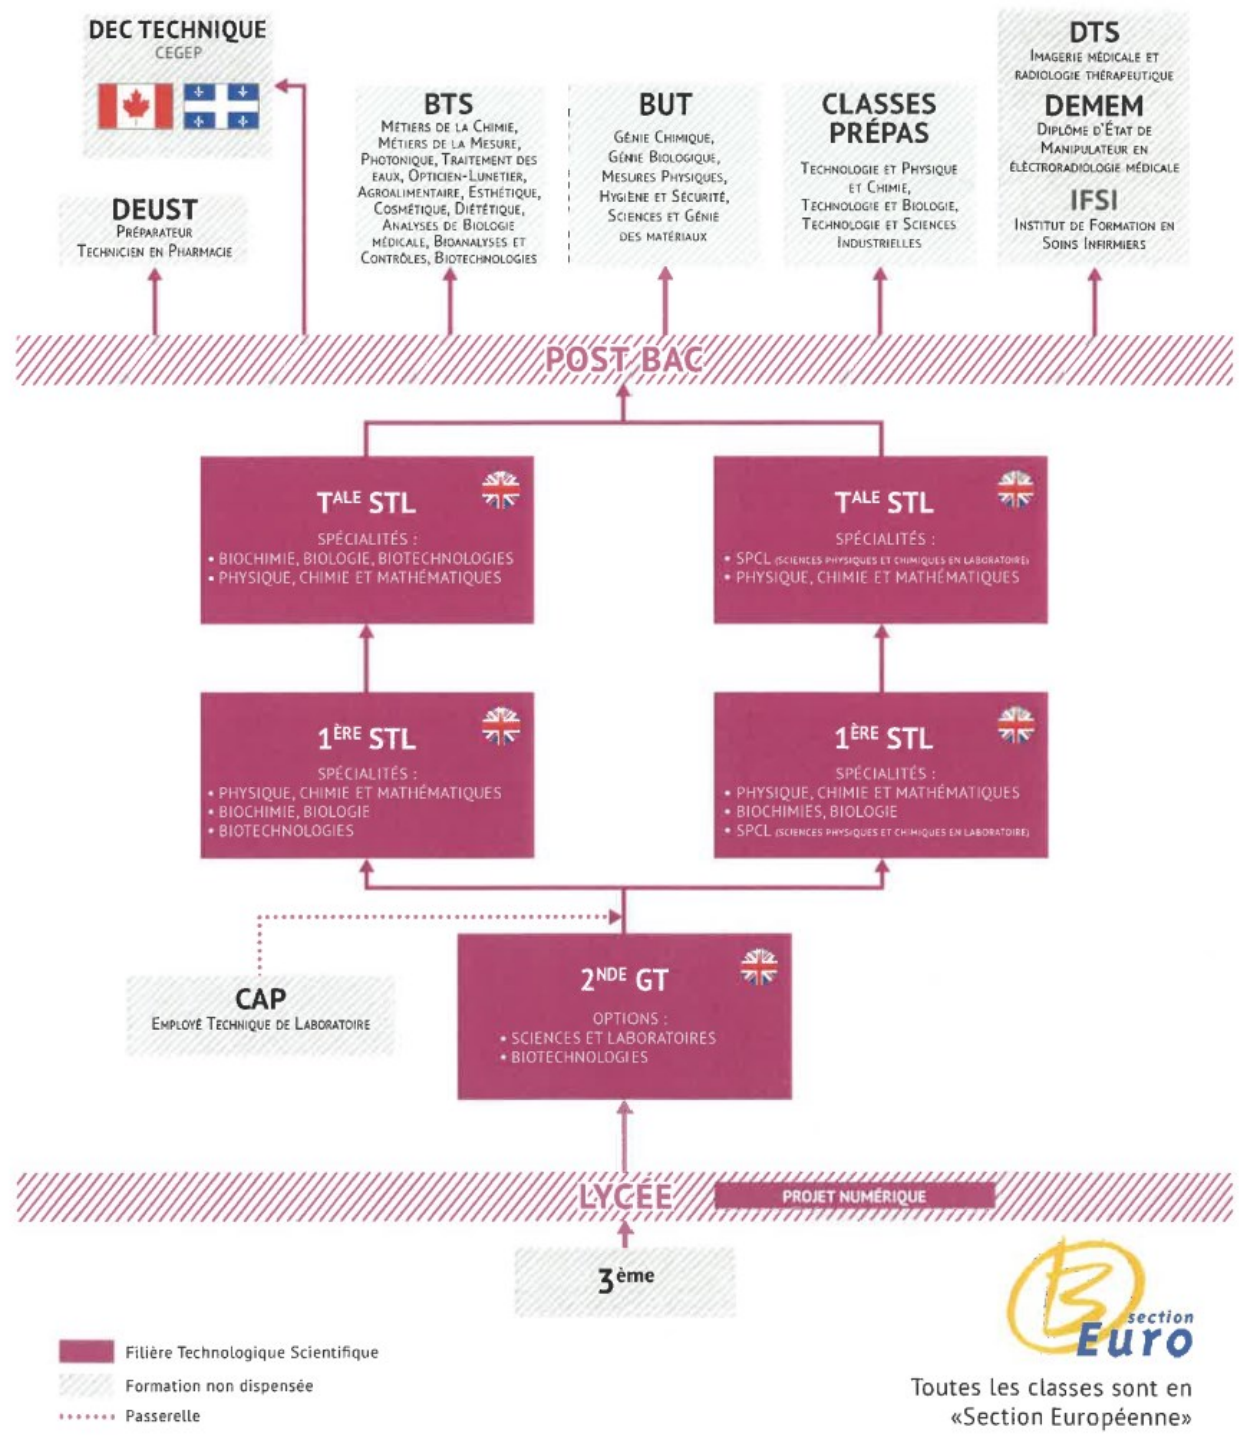 DEC TECHNIQUE
CEGEP
DEUST
PRÉPARATEUR
TECHNICIEN EN PHARMACIE
BTS
MÉTIERS DE LA CHIMIE,
MÉTIERS DE LA MESURE,
PHOTONIQUE, TRAITEMENT DES
EAUX, OPTICIEN-LUNETIER,
AGROALIMENTAIRE, ESTHÉTIQUE,
COSMÉTIQUE, DIÉTÉTIQUE,
ANALYSES DE BIOLOGIE
MÉDICALE, BIOANALYSES ET
CONTRÔLES, BIOTECHNOLOGIES
BUT
GÉNIE CHIMIQUE,
GÉNIE BIOLOGIQUE,
MESURES PHYSIQUES,
HYGIÈNE ET SÉCURITÉ,
SCIENCES ET GÉNIE
DES MATÉRIAUX
CLASSES
PRÉPAS
TECHNOLOGIE ET PHYSIQUE
ET CHIMIE,
TECHNOLOGIE ET BIOLOGIE,
TECHNOLOGIE ET SCIENCES
INDUSTRIELLES
DTS
IMAGERIE MÉDICALE ET
RADIOLOGIE THÉRAPEUTIQUE
DEMEM
DIPLÔME D'ÉTAT DE
MANIPULATEUR EN
ÉLÈCTRORADIOLOGIE MÉDICALE
IFSI
INSTITUT DE FORMATION EN
SOINS INFIRMIERS
POST BAC
TALE STL
SPÉCIALITÉS :
• BIOCHIMIE, BIOLOGIE, BIOTECHNOLOGIES
• PHYSIQUE, CHIMIE ET MATHÉMATIQUES
TALE STL
SPÉCIALITÉS :
• SPCL (SCIENCES PHYSIQUES ET CHIMIQUES EN LABORATOIRE)
• PHYSIQUE, CHIMIE ET MATHÉMATIQUES
1ÈRE STL
SPÉCIALITÉS :
• PHYSIQUE, CHIMIE ET MATHÉMATIQUES
• BIOCHIMIE, BIOLOGIE
• BIOTECHNOLOGIES
1ÈRE STL
SPÉCIALITÉS :
• PHYSIQUE, CHIMIE ET MATHÉMATIQUES
• BIOCHIMIES, BIOLOGIE
• SPCL (SCIENCES PHYSIQUES ET CHIMIQUES EN LABORATOIRE)
CAP
EMPLOYÉ TECHNIQUE DE LABORATOIRE
2NDE GT
OPTIONS :
• SCIENCES ET LABORATOIRES
• BIOTECHNOLOGIES
LYCÉE
PROJET NUMÉRIQUE
3ème
Filière Technologique Scientifique
Formation non dispensée
Passerelle
B
section
Euro
Toutes les classes sont en
«Section Européenne»